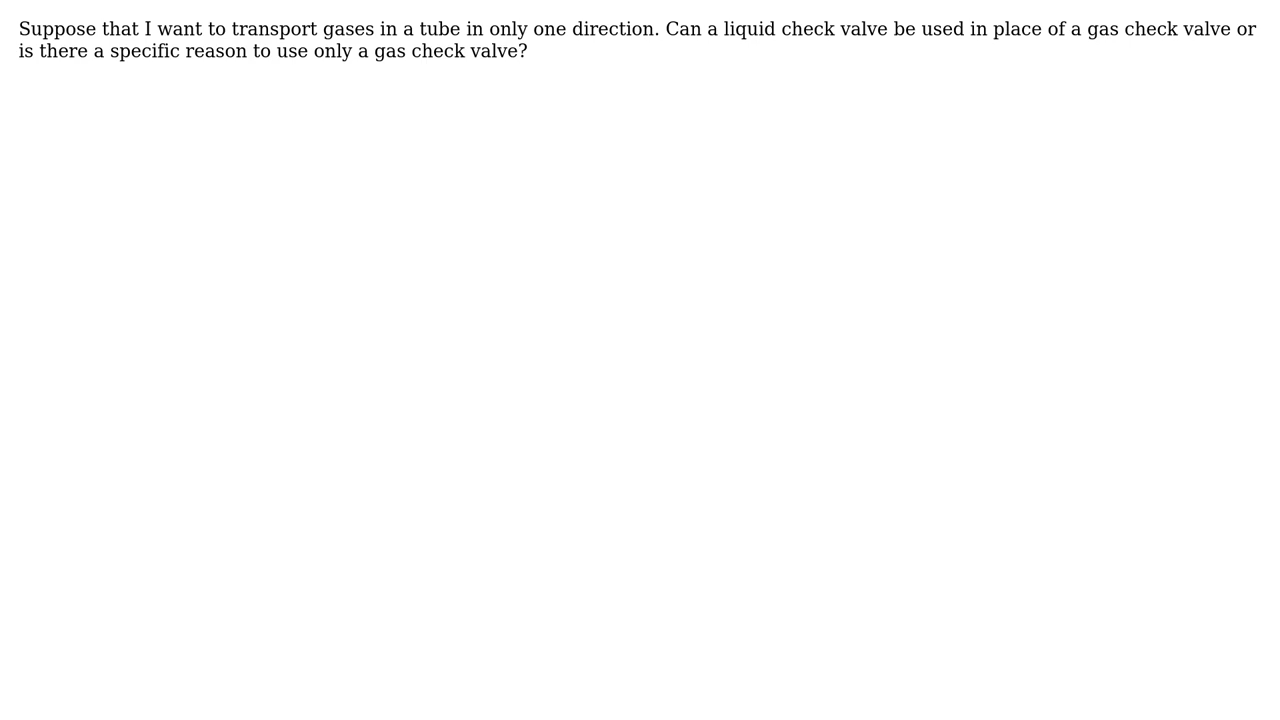 Suppose that I want to transport gases in a tube in only one direction. Can a liquid check valve be used in place of a gas check valve or
is there a specific reason to use only a gas check valve?